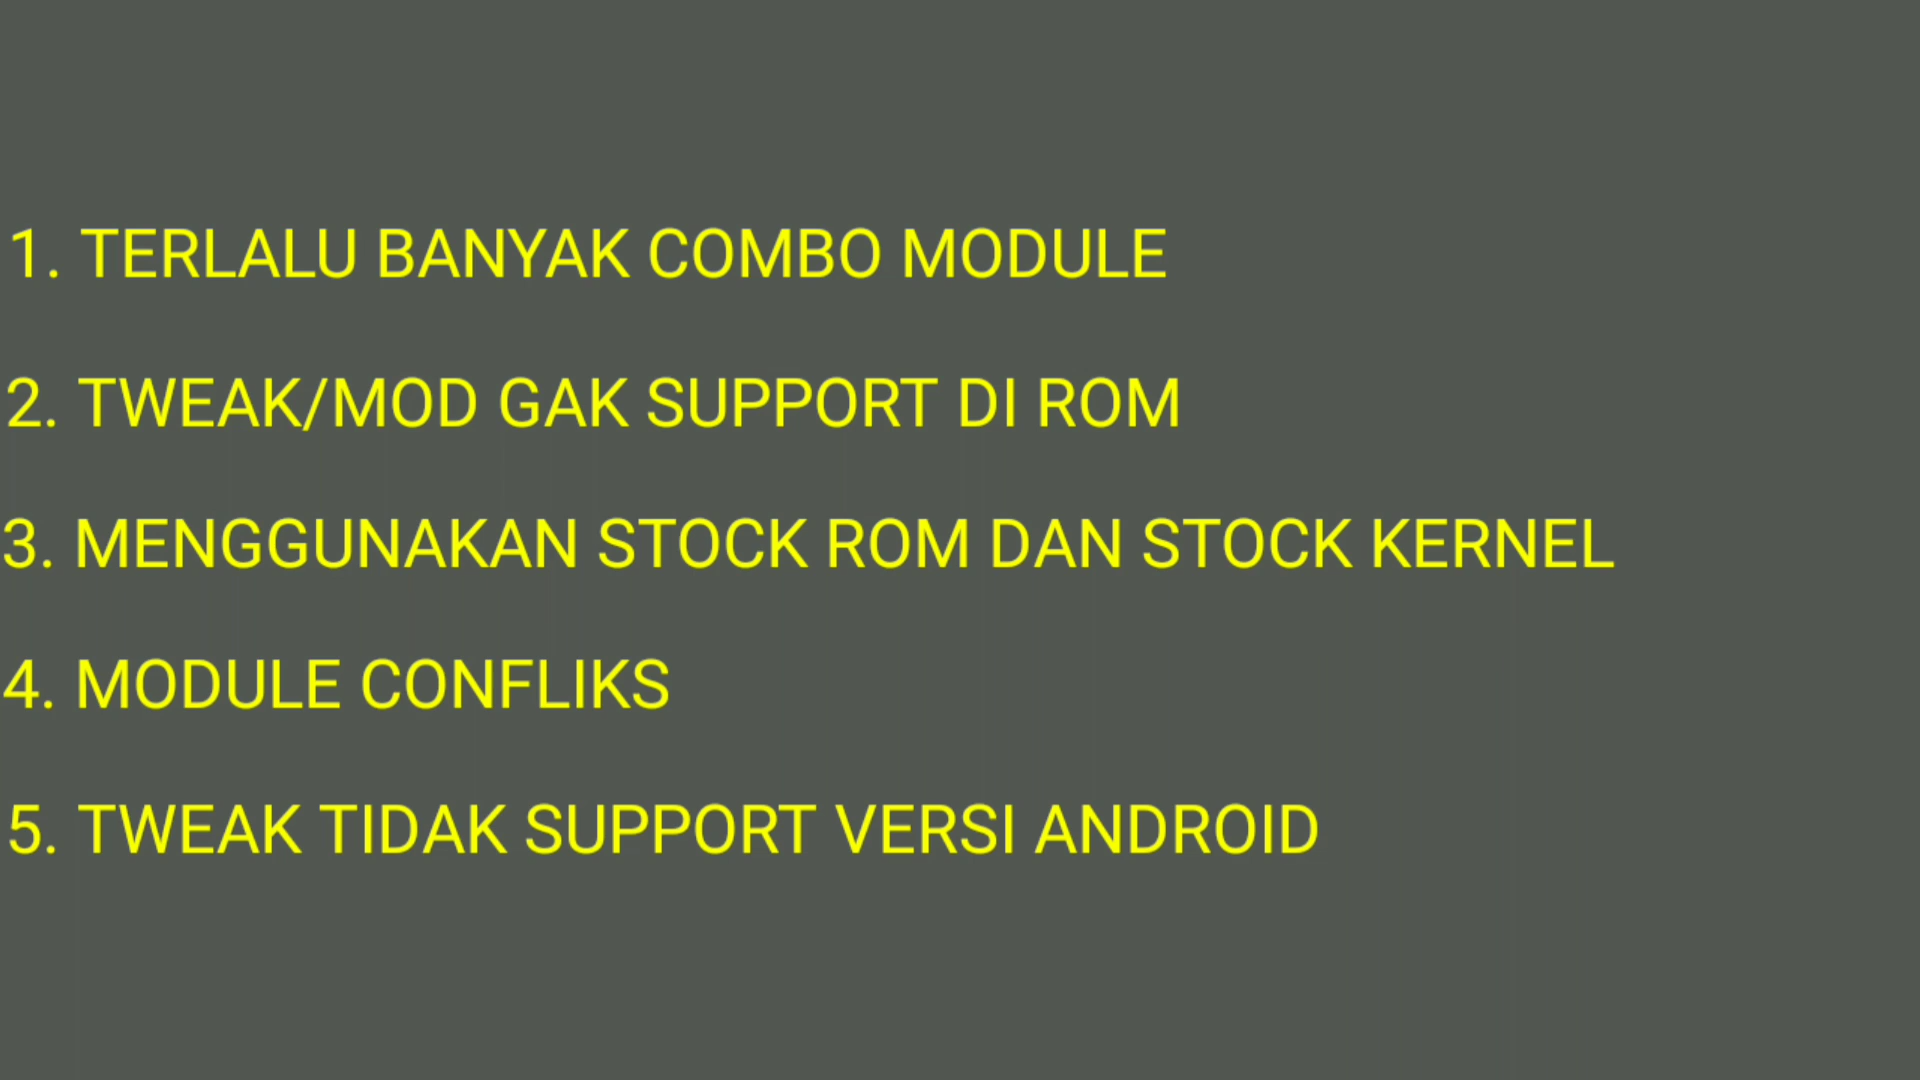 1. TERLALU BANYAK COMBO MODULE
2. TWEAK/MOD GAK SUPPORT DI ROM
3. MENGGUNAKAN STOCK ROM DAN STOCK KERNEL
4. MODULE CONFLIKS
5. TWEAK TIDAK SUPPORT VERSI ANDROID